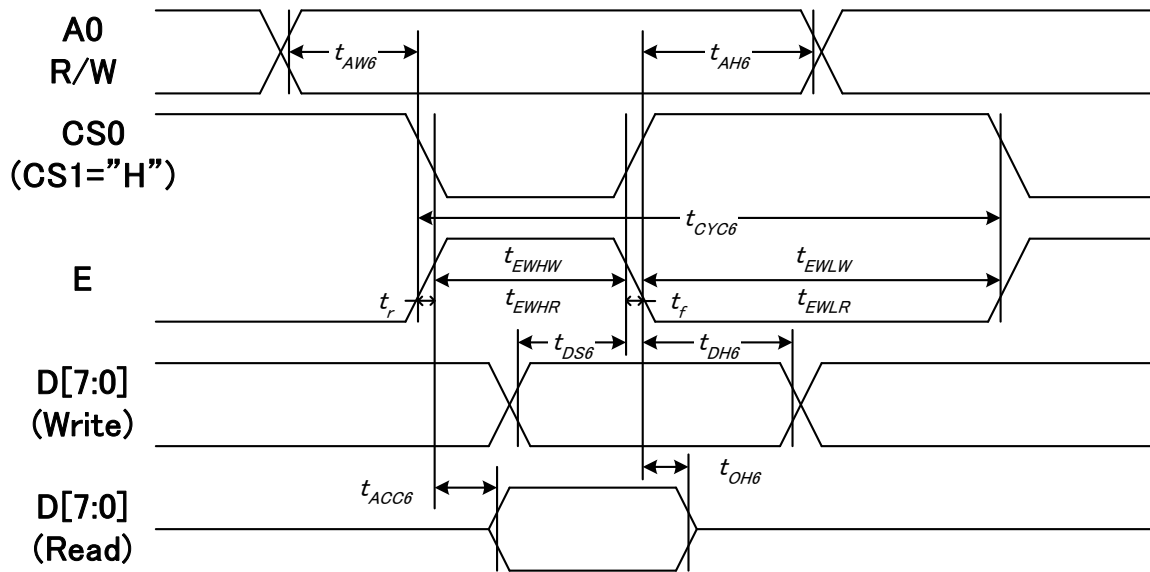 A0
R/W
tAW6
tAH6
CS0
(CS1=”H”)
tCYC6
E
tEWHW
tEWLW
tr
tEWHR
tf
tEWLR
tDS6
tDH6
D[7:0]
(Write)
tACC6
tOH6
D[7:0]
(Read)